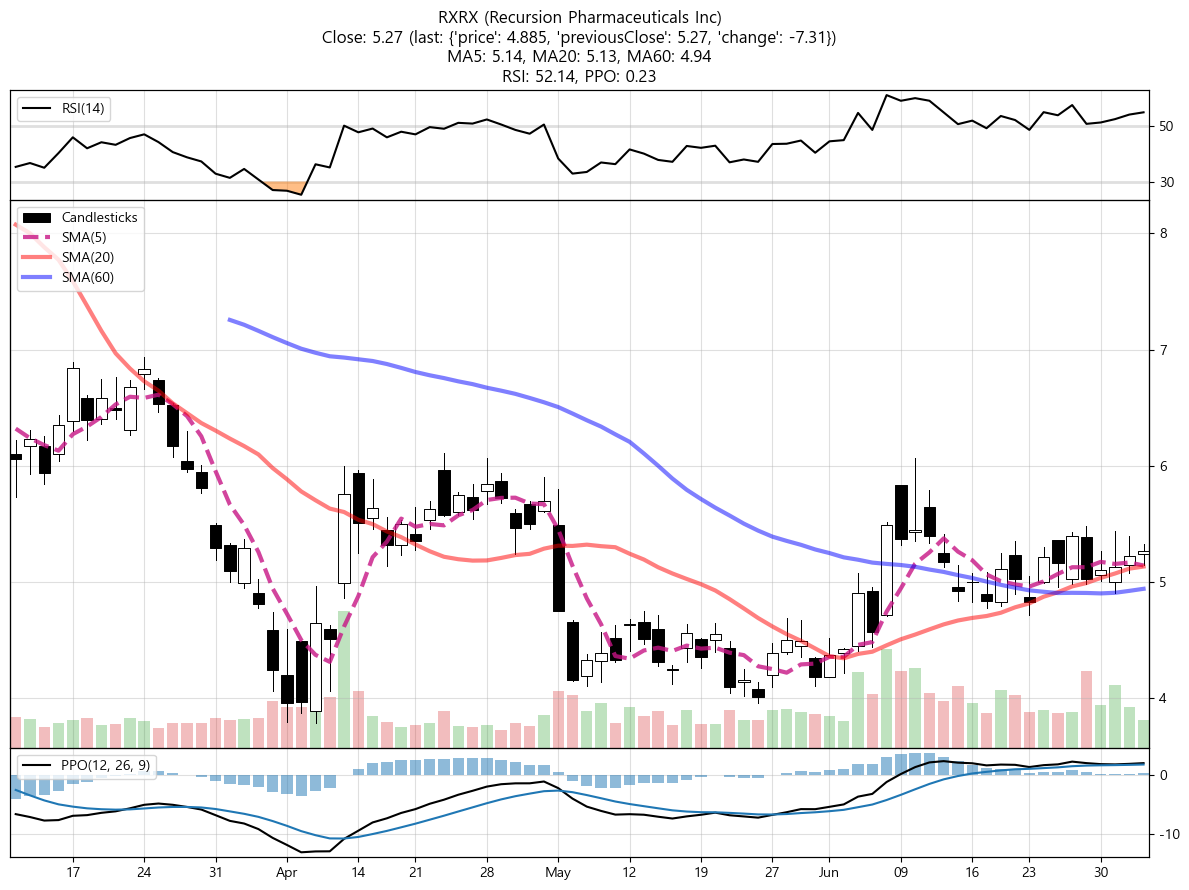 RXRX (Recursion Pharmaceuticals Inc)
Close: 5.27 (last: {'price': 4.885, 'previousClose': 5.27, 'change': -7.31})
MA5: 5.14, MA20: 5.13, MA60: 4.94
RSI: 52.14, PPO: 0.23
RSI(14)
50
30
Candlesticks
SMA(5)
SMA(20)
SMA(60)
8
7
6
5
4
PPO(12, 26, 9)
0
-10
17 24 31 Apr 14 21 28 May 12 19 27 Jun 09 16 23 30